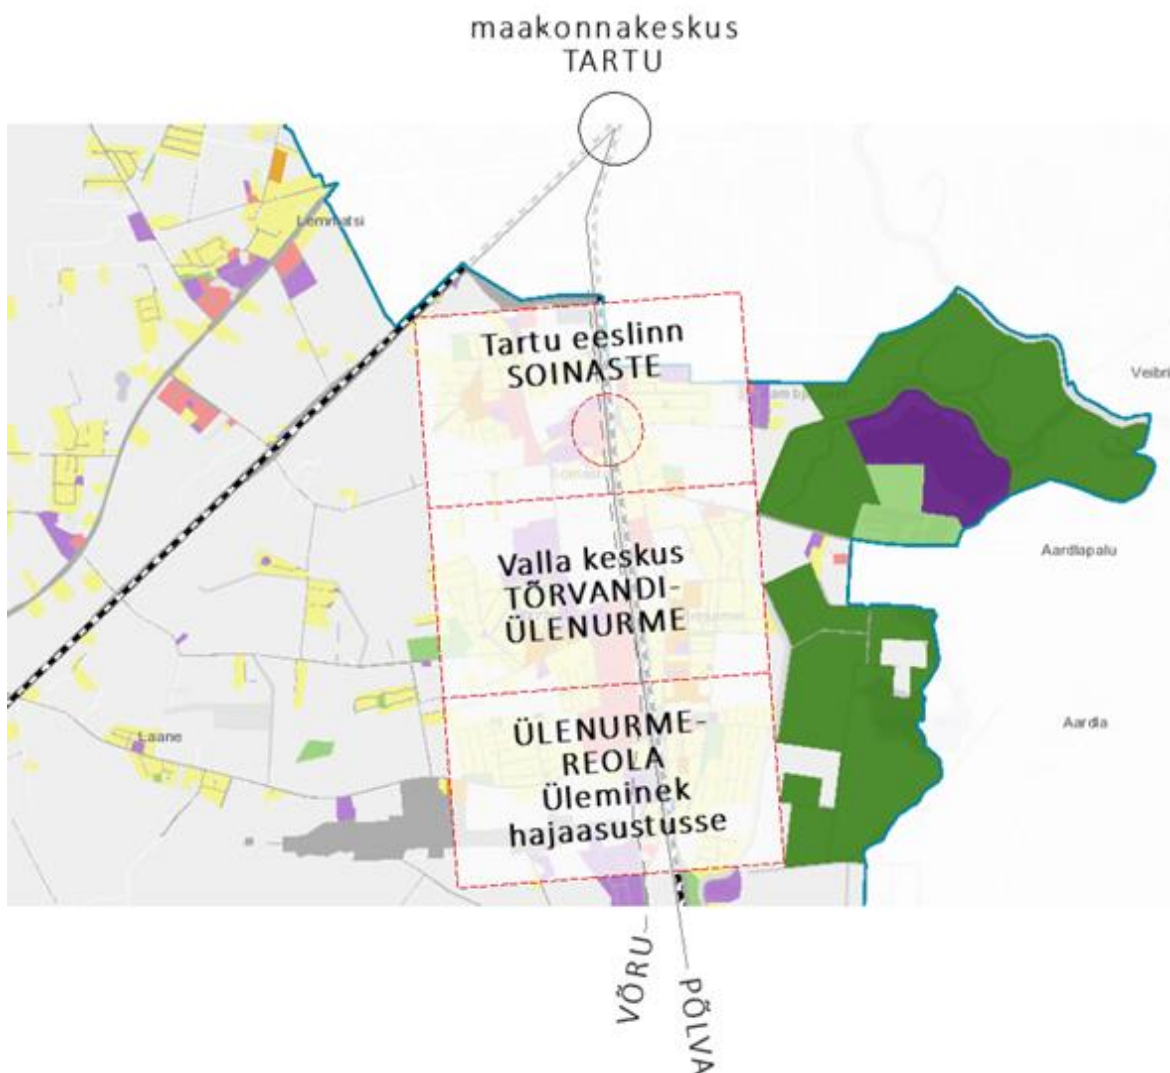 maakonnakeskus
TARTU
Lemmatsi
Tartu eeslinn
SOINASTE
Veibri
Aardlapalu
Valla keskus
TÕRVANDI-
ÜLENURME
Aardla
Laane
ÜLENURME-
REOLA
Üleminek
hajaasustusse
VÕRU
PÕLVA